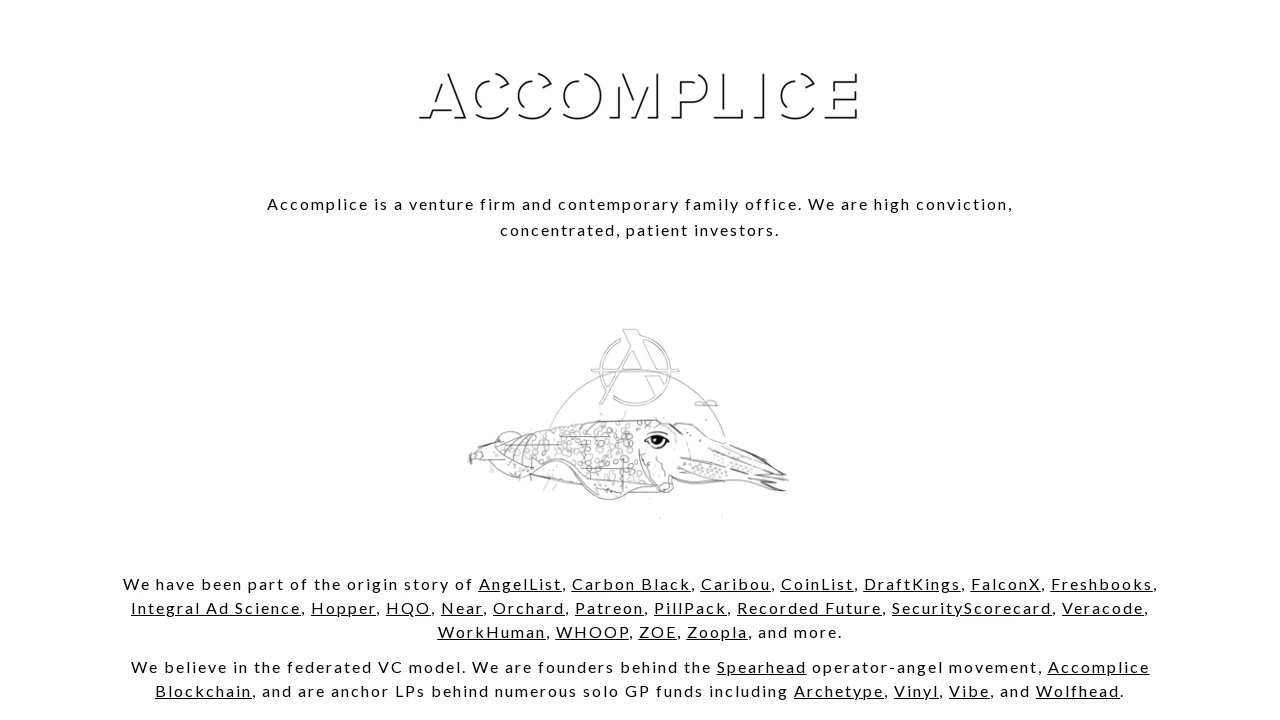 ACCOMPLICE
Accomplice is a venture firm and contemporary family office. We are high conviction,
concentrated, patient investors.
We have been part of the origin story of AngelList, Carbon Black, Caribou, CoinList, DraftKings, FalconX, Freshbooks,
Integral Ad Science, Hopper, HQO, Near, Orchard, Patreon, PillPack, Recorded Future, SecurityScorecard, Veracode,
WorkHuman, WHOOP, ZOE, Zoopla, and more.
We believe in the federated VC model. We are founders behind the Spearhead operator-angel movement, Accomplice
Blockchain, and are anchor LPs behind numerous solo GP funds including Archetype, Vinyl, Vibe, and Wolfhead.